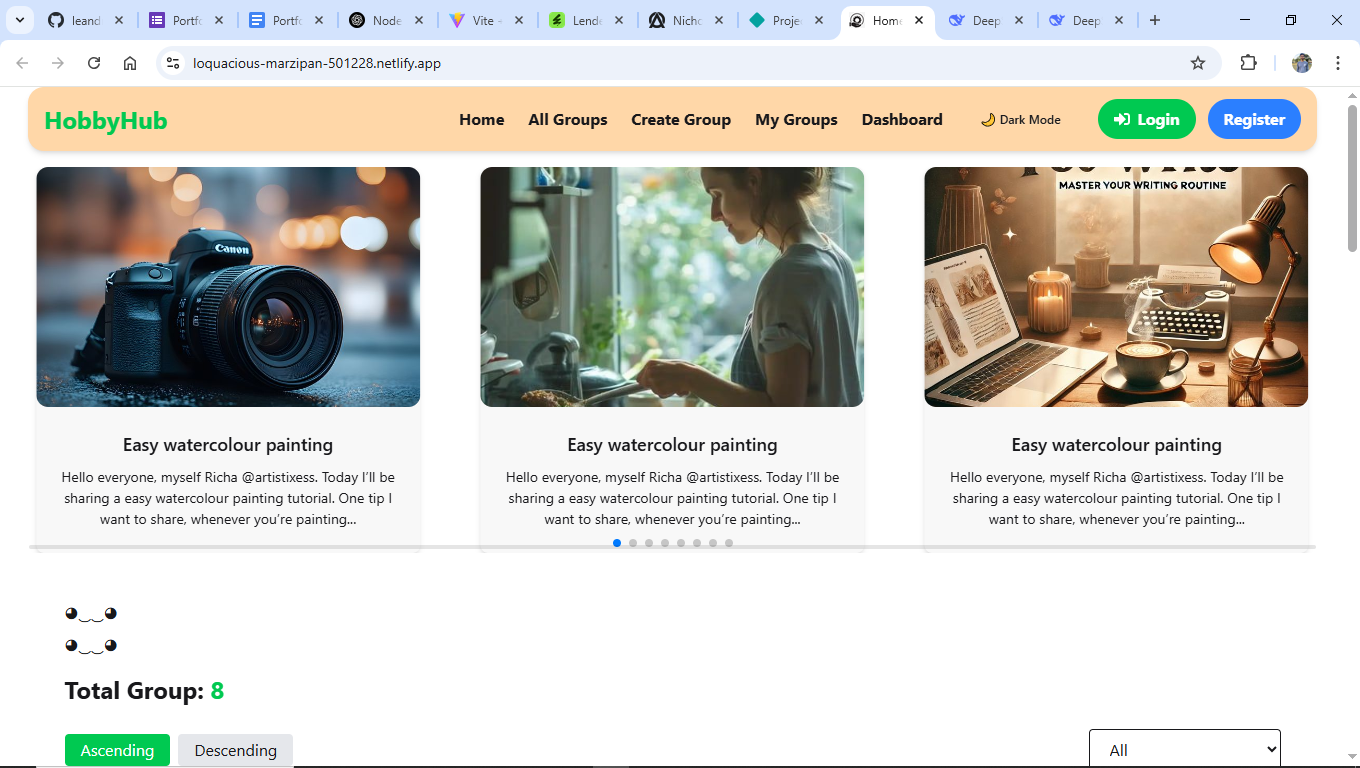 leand
Portfo
Portfo
Node
Vite -
Lende
Nicho
Proje
Home
Deep
Deep
loquacious-marzipan-501228.netlify.app
HobbyHub
Home
All Groups
Create Group
My Groups
Dashboard
🌙 Dark Mode
Login
Register
Canon
MASTER YOUR WRITING ROUTINE
Easy watercolour painting
Hello everyone, myself Richa @artistixess. Today I’ll be
sharing a easy watercolour painting tutorial. One tip I
want to share, whenever you’re painting...
Easy watercolour painting
Hello everyone, myself Richa @artistixess. Today I’ll be
sharing a easy watercolour painting tutorial. One tip I
want to share, whenever you’re painting...
Easy watercolour painting
Hello everyone, myself Richa @artistixess. Today I’ll be
sharing a easy watercolour painting tutorial. One tip I
want to share, whenever you’re painting...
◕‿‿◕
◕‿‿◕
Total Group: 8
Ascending
Descending
All